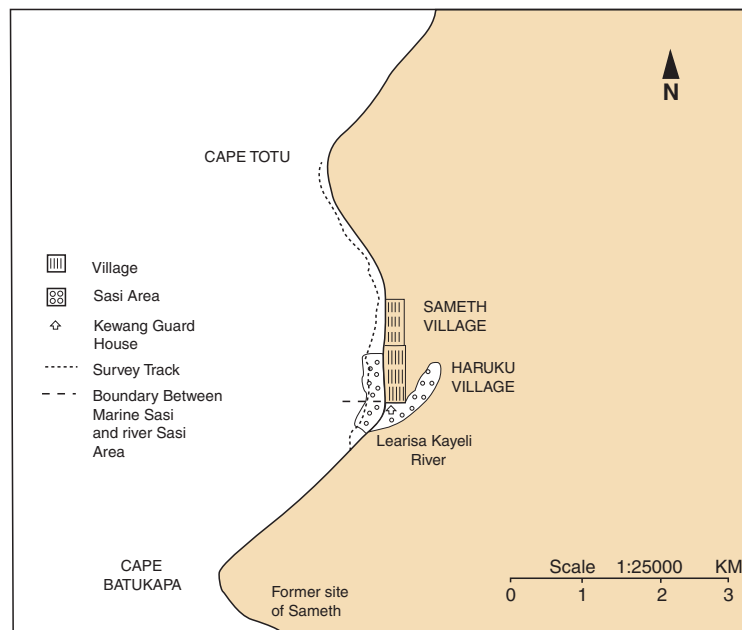 N
CAPE TOTU
Village
Sasi Area
Kewang Guard
House
Survey Track
Boundary Between
Marine Sasi
and river Sasi
Area
SAMETH
VILLAGE
HARUKU
VILLAGE
Learisa Kayeli
River
CAPE
BATUKAPA
Former site
of Sameth
Scale 1:25000 KM
0 1 2 3